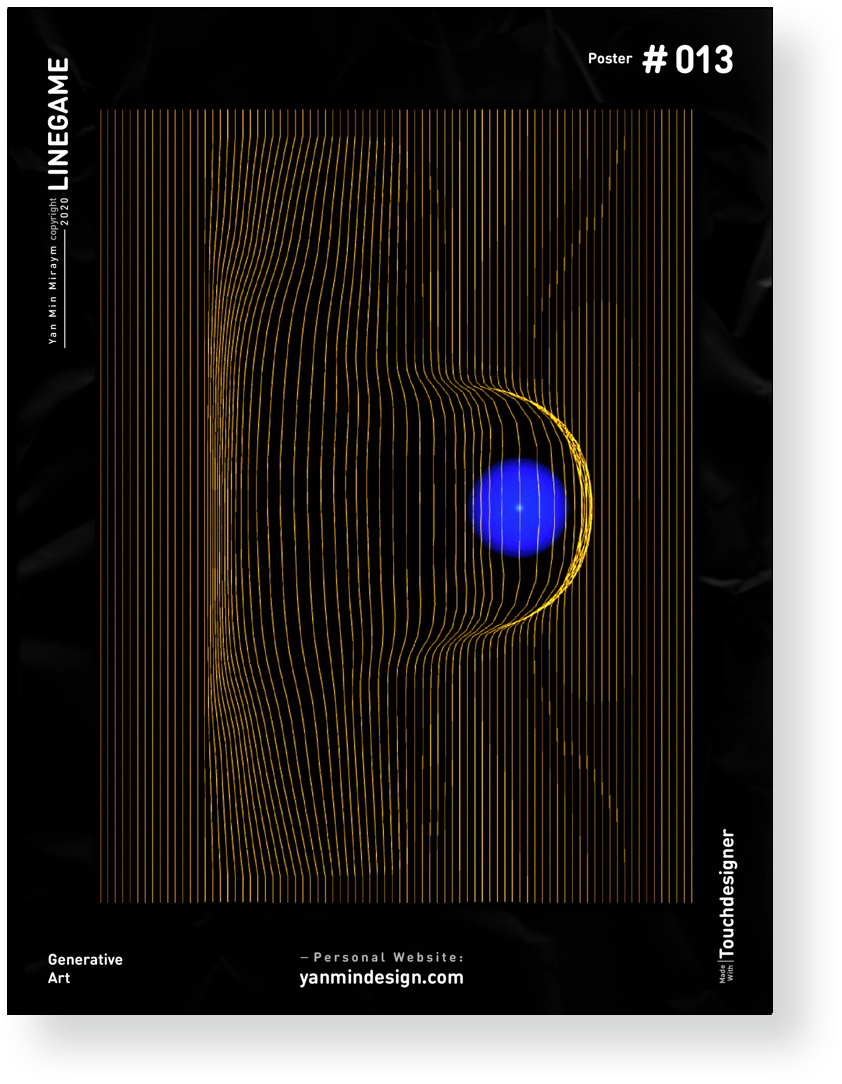 Poster # 013
LINEGAME
Yan Min Miraym copyright
2020
Made
With
Touchdesigner
Generative
Art
—Personal Website:
yanmindesign.com